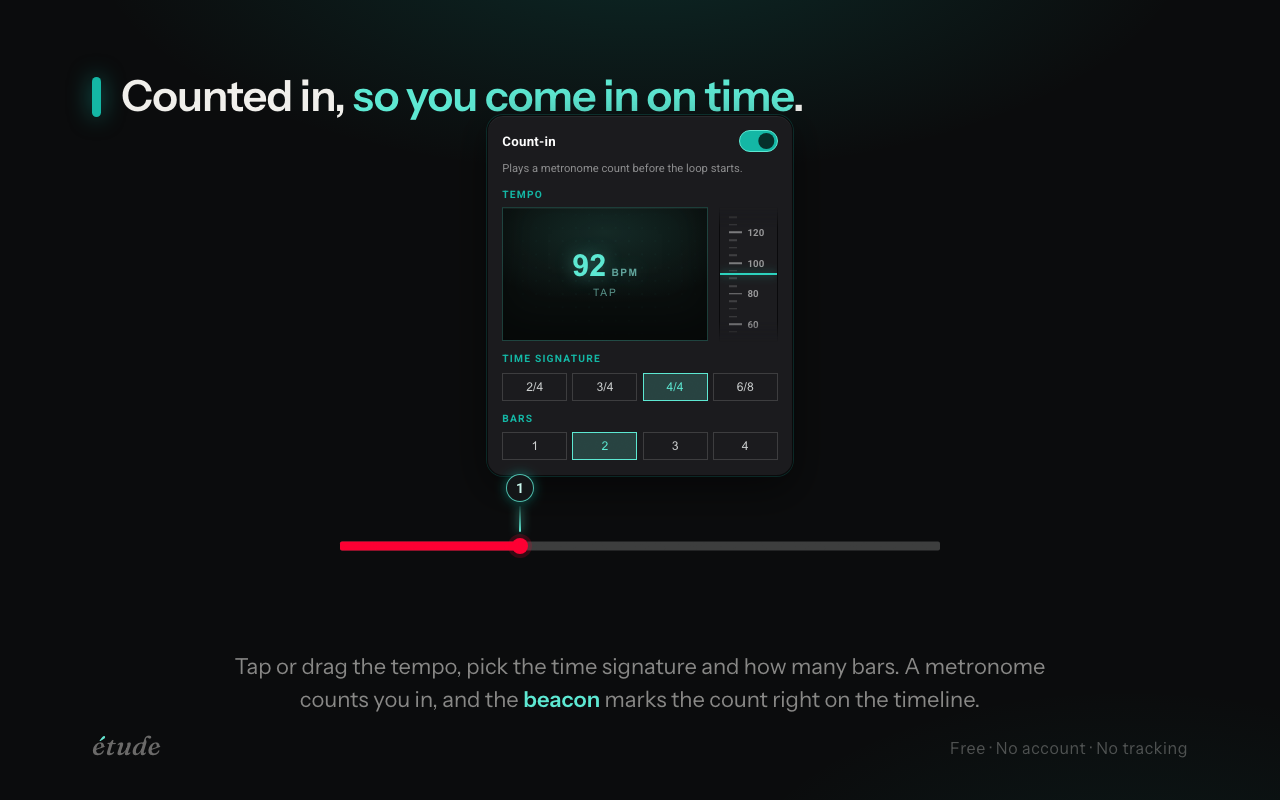 Counted in, so you come in on time.
Count-in
Plays a metronome count before the loop starts.
TEMPO
92 BPM
TAP
120
100
80
60
TIME SIGNATURE
2/4 3/4 4/4 6/8
BARS
1 2 3 4
1
Tap or drag the tempo, pick the time signature and how many bars. A metronome
counts you in, and the beacon marks the count right on the timeline.
étude
Free · No account · No tracking